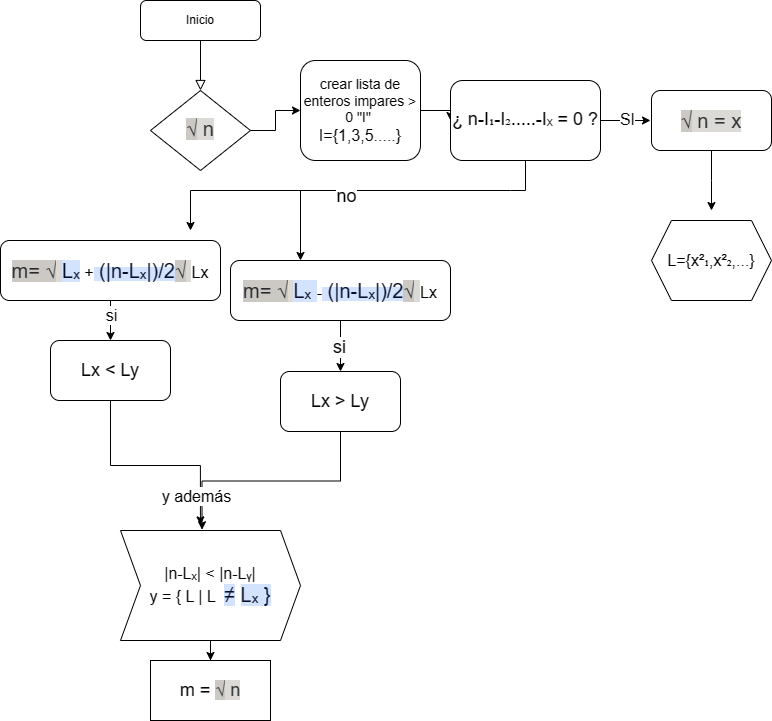 Inicio
√ n
crear lista de
enteros impares >
0 "I"
I={1,3,5.....}
¿ n-I₁-I₂.....-Iₓ = 0 ?
SI
√ n = x
L={x²₁,x²₂,...}
no
m= √ Lₓ + (|n-Lₓ|)/2√ Lx
si
Lx < Ly
m= √ Lₓ - (|n-Lₓ|)/2√ Lx
si
Lx > Ly
y además
|n-Lₓ| < |n-Lᵧ|
y = { L | L ≠ Lₓ }
m = √ n